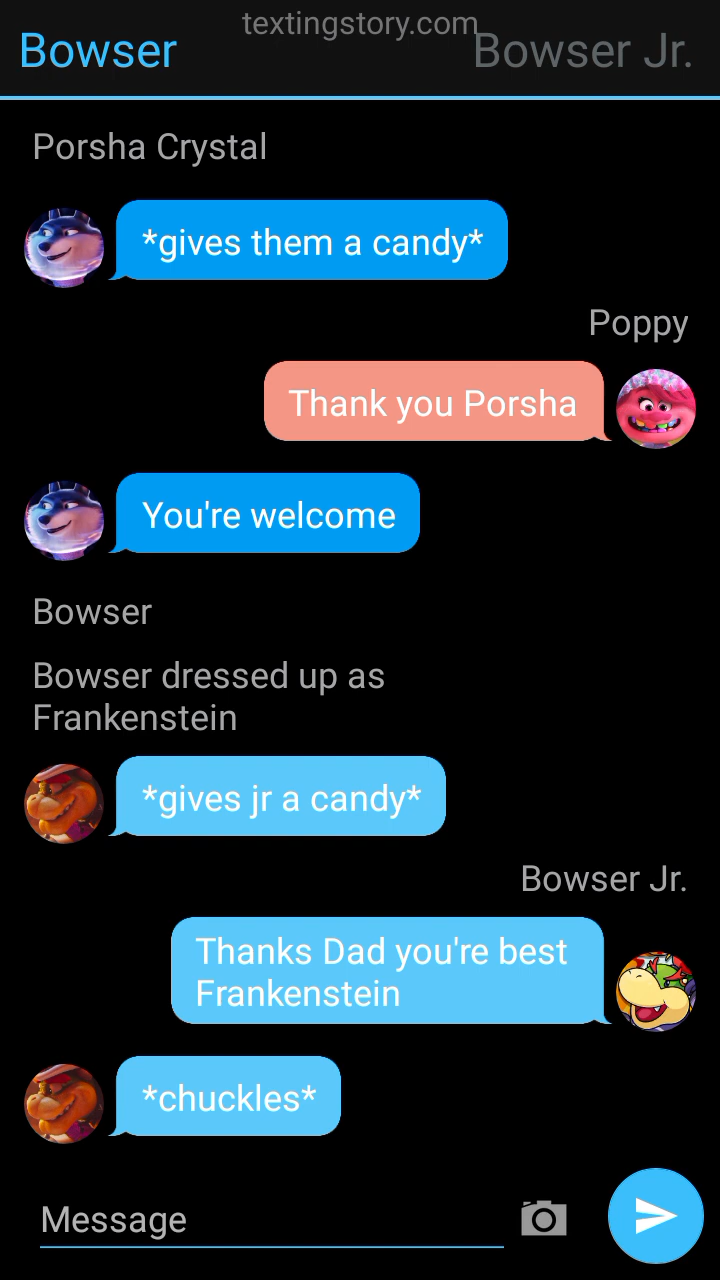 textingstory.com
Bowser
Bowser Jr.
Porsha Crystal
*gives them a candy*
Poppy
Thank you Porsha
You're welcome
Bowser
Bowser dressed up as
Frankenstein
*gives jr a candy*
Bowser Jr.
Thanks Dad you're best
Frankenstein
*chuckles*
Message